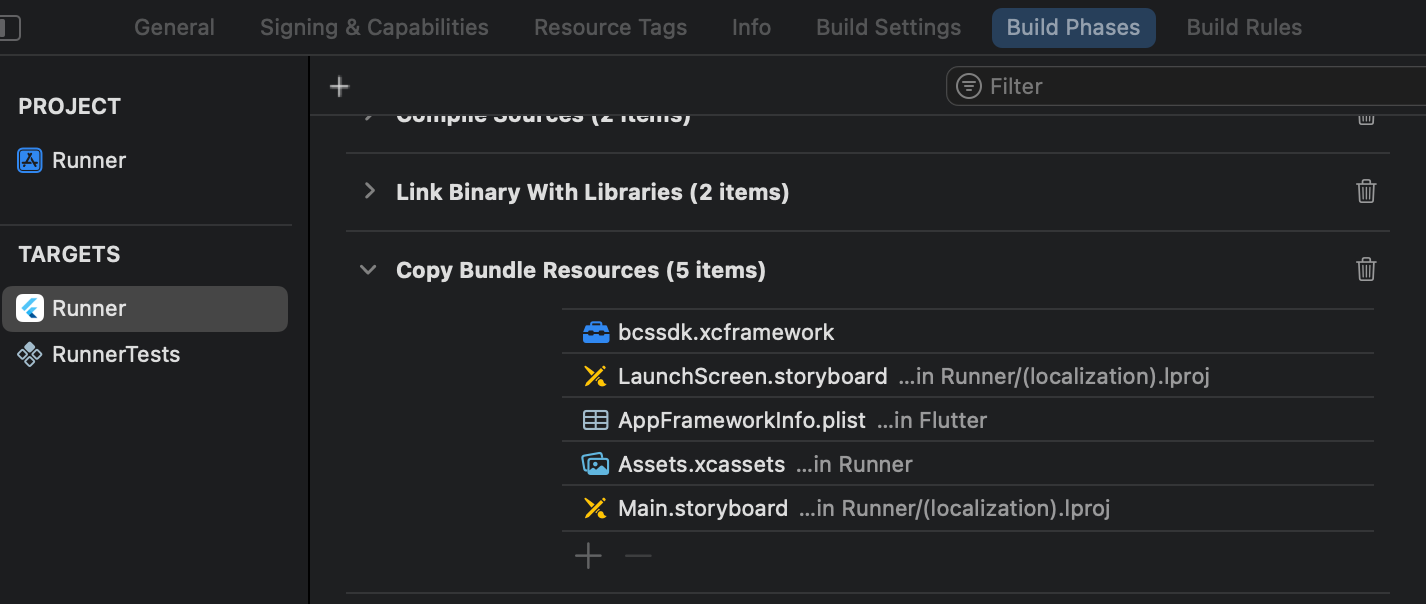 General Signing & Capabilities Resource Tags Info Build Settings Build Phases Build Rules
Filter
PROJECT
Runner
TARGETS
Runner
RunnerTests
Compile Sources (2 items)
Link Binary With Libraries (2 items)
Copy Bundle Resources (5 items)
bcssdk.xcframework
LaunchScreen.storyboard ...in Runner/(localization).lproj
AppFrameworkInfo.plist ...in Flutter
Assets.xcassets ...in Runner
Main.storyboard ...in Runner/(localization).lproj